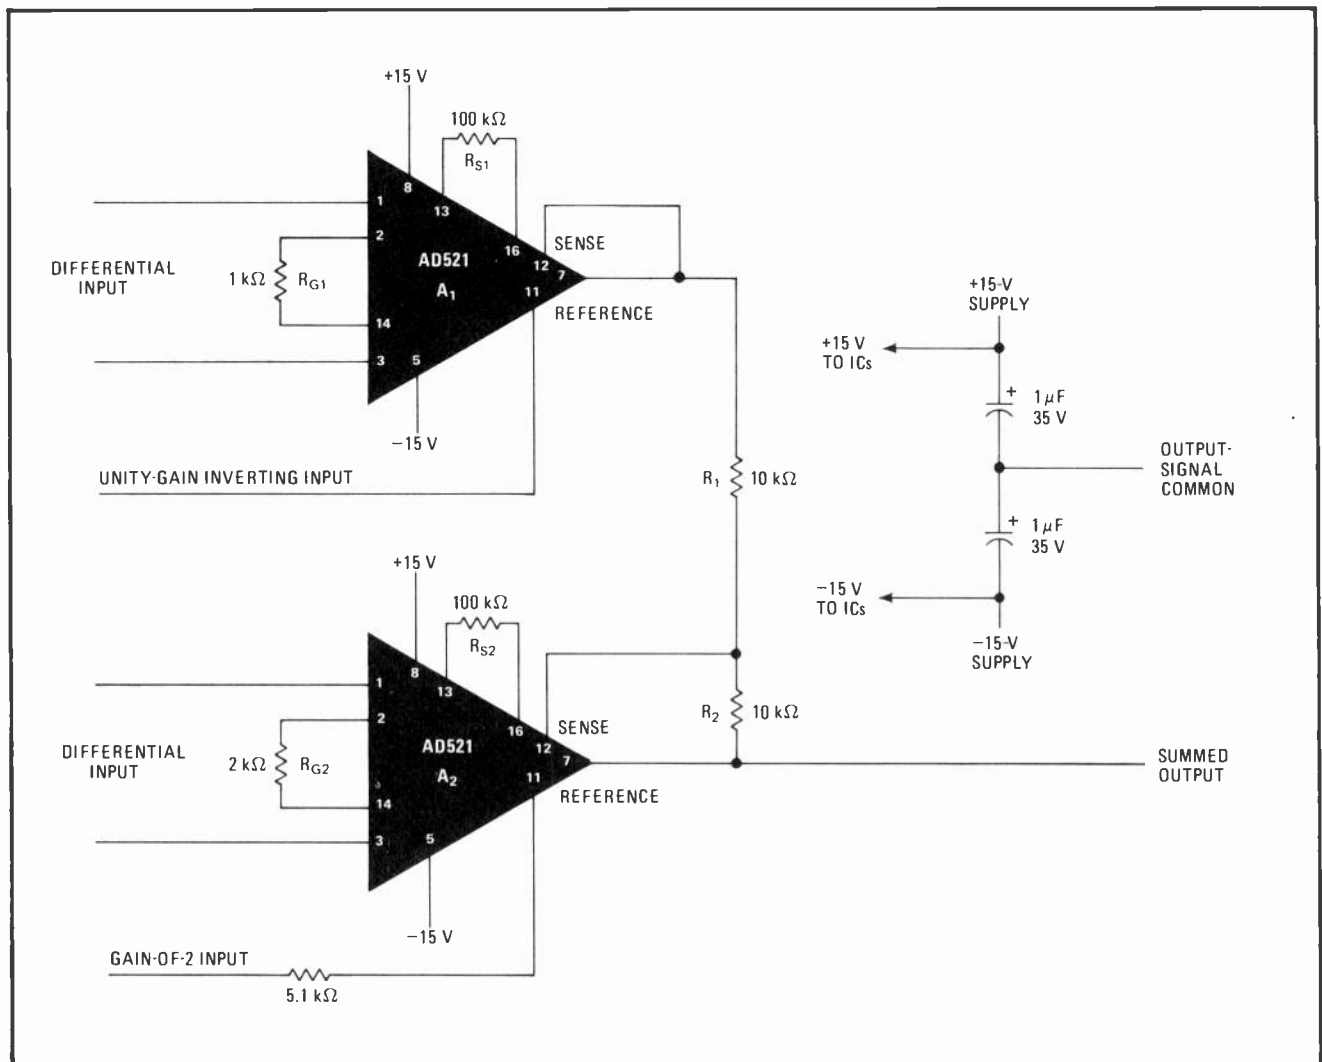 +15 V
100 kΩ
RS1
8
13
1
2
16
SENSE
12
7
AD521
A1
11
REFERENCE
DIFFERENTIAL
INPUT
1 kΩ
RG1
14
3
5
−15 V
UNITY-GAIN INVERTING INPUT
R1
10 kΩ
+15-V
SUPPLY
+15 V
TO ICs
+
1 μF
35 V
OUTPUT-
SIGNAL
COMMON
+
1 μF
35 V
−15 V
TO ICs
−15-V
SUPPLY
+15 V
100 kΩ
RS2
8
13
1
2
16
SENSE
12
7
AD521
A2
11
REFERENCE
DIFFERENTIAL
INPUT
2 kΩ
RG2
14
3
5
−15 V
R2
10 kΩ
SUMMED
OUTPUT
GAIN-OF-2 INPUT
5.1 kΩ